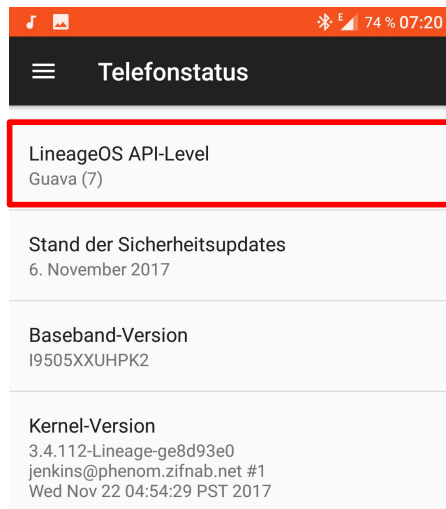 E 74 % 07:20
Telefonstatus
LineageOS API-Level
Guava (7)
Stand der Sicherheitsupdates
6. November 2017
Baseband-Version
I9505XXUHPK2
Kernel-Version
3.4.112-Lineage-ge8d93e0
jenkins@phenom.zifnab.net #1
Wed Nov 22 04:54:29 PST 2017